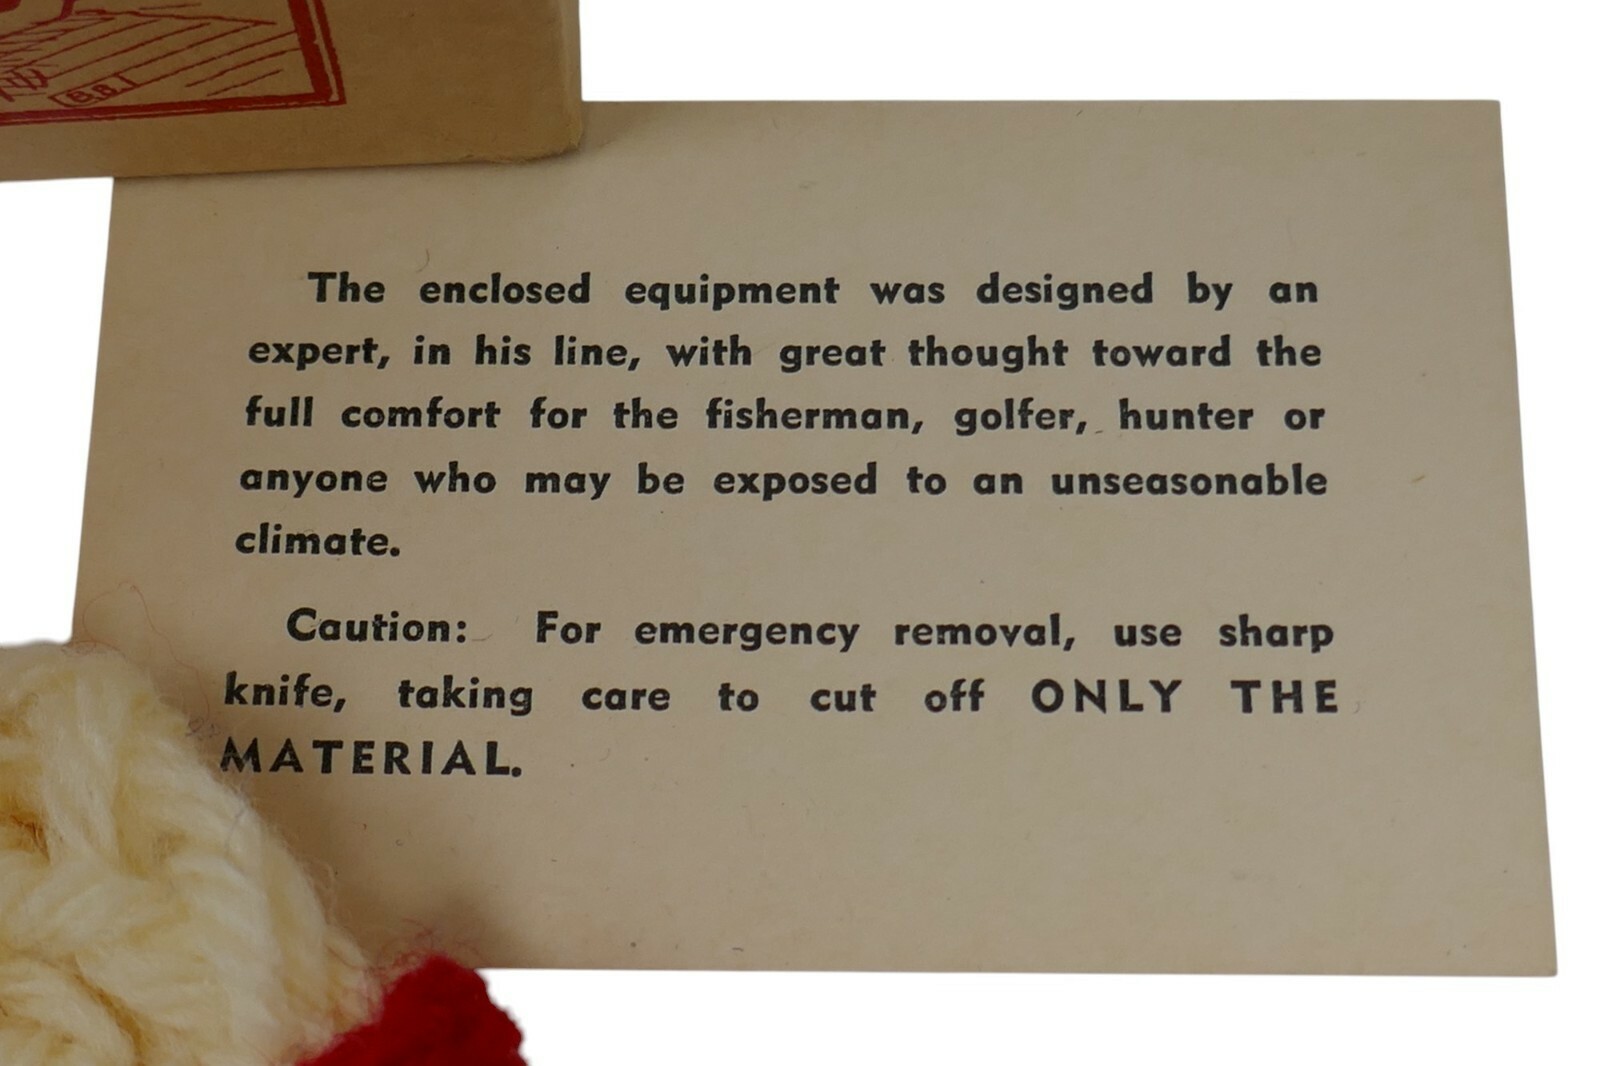 B.B.I
The enclosed equipment was designed by an
expert, in his line, with great thought toward the
full comfort for the fisherman, golfer, hunter or
anyone who may be exposed to an unseasonable
climate.
Caution: For emergency removal, use sharp
knife, taking care to cut off ONLY THE
MATERIAL.